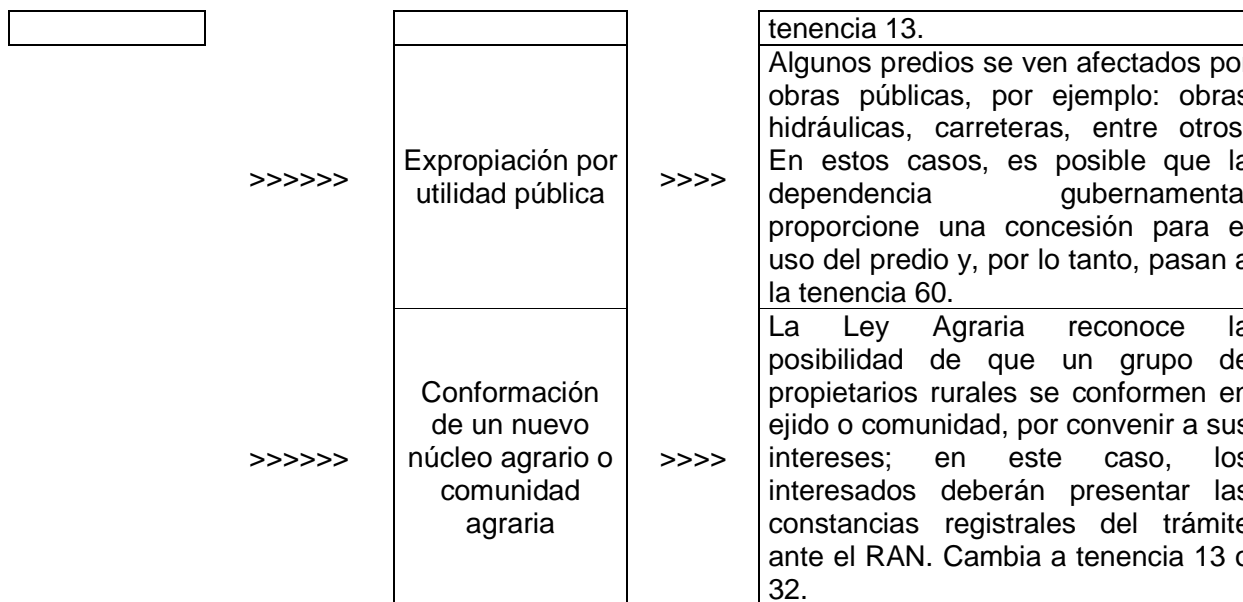 tenencia 13.
>>>>>>
Expropiación por
utilidad pública
>>>>
Algunos predios se ven afectados por
obras públicas, por ejemplo: obras
hidráulicas, carreteras, entre otros.
En estos casos, es posible que la
dependencia gubernamental
proporcione una concesión para el
uso del predio y, por lo tanto, pasan a
la tenencia 60.
>>>>>>
Conformación
de un nuevo
núcleo agrario o
comunidad
agraria
>>>>
La Ley Agraria reconoce la
posibilidad de que un grupo de
propietarios rurales se conformen en
ejido o comunidad, por convenir a sus
intereses; en este caso, los
interesados deberán presentar las
constancias registrales del trámite
ante el RAN. Cambia a tenencia 13 o
32.